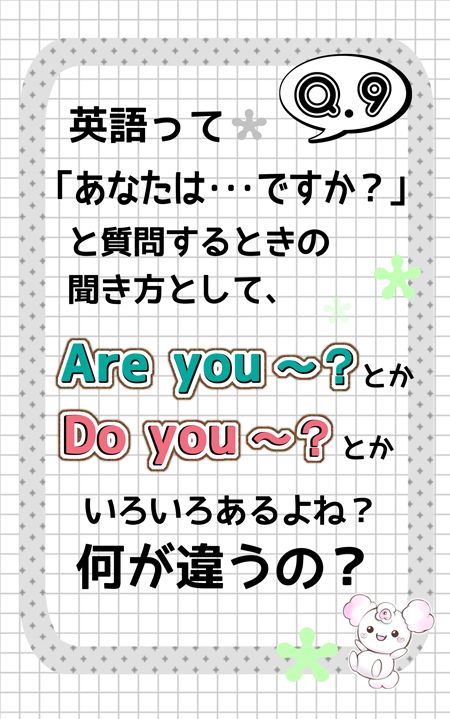 Q.9
英語って
「あなたは・・・ですか？」
と質問するときの
聞き方として、
Are you ～？とか
Do you ～？とか
いろいろあるよね？
何が違うの？